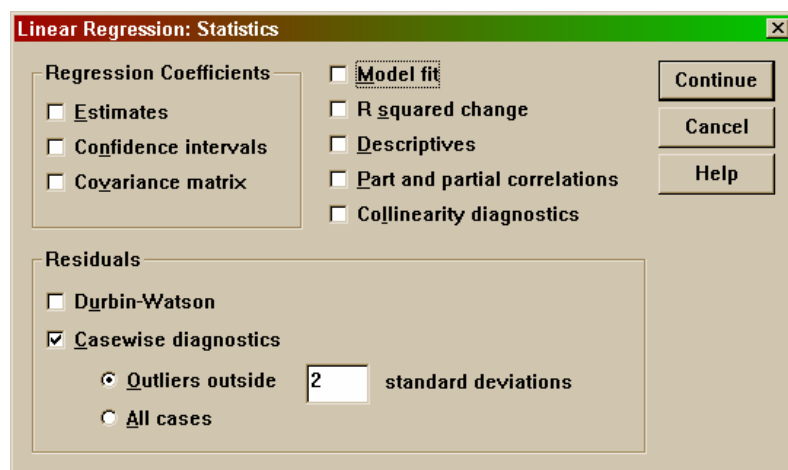 Linear Regression: Statistics
Regression Coefficients
Estimates
Confidence intervals
Covariance matrix
Model fit
R squared change
Descriptives
Part and partial correlations
Collinearity diagnostics
Continue
Cancel
Help
Residuals
Durbin-Watson
Casewise diagnostics
Outliers outside 2 standard deviations
All cases